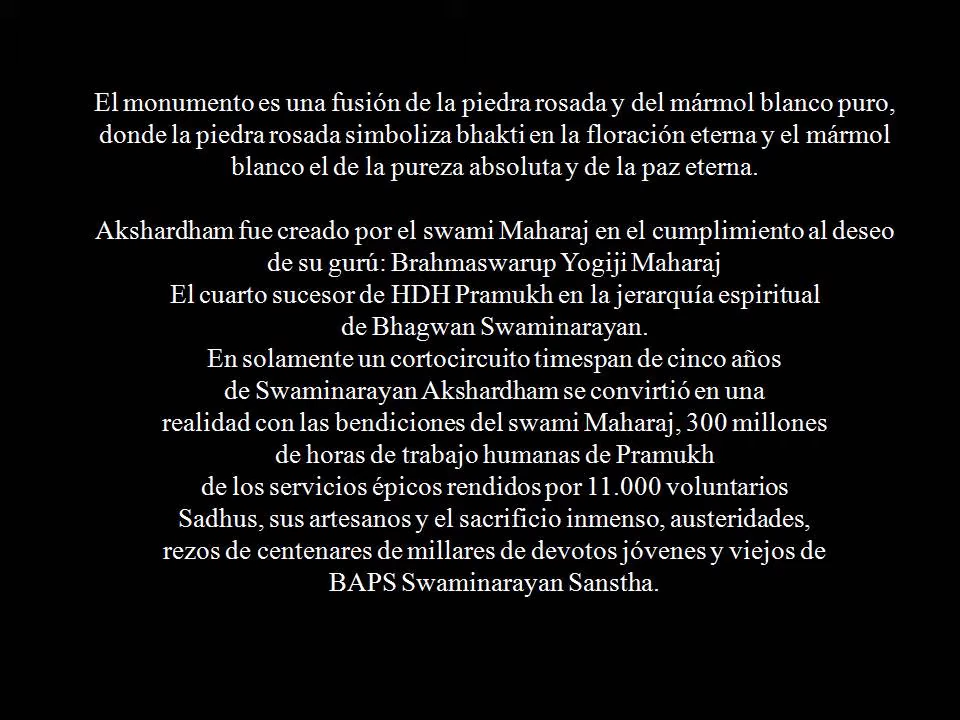 El monumento es una fusión de la piedra rosada y del mármol blanco puro,
donde la piedra rosada simboliza bhakti en la floración eterna y el mármol
blanco el de la pureza absoluta y de la paz eterna.
Akshardham fue creado por el swami Maharaj en el cumplimiento al deseo
de su gurú: Brahmaswarup Yogiji Maharaj
El cuarto sucesor de HDH Pramukh en la jerarquía espiritual
de Bhagwan Swaminarayan.
En solamente un cortocircuito timespan de cinco años
de Swaminarayan Akshardham se convirtió en una
realidad con las bendiciones del swami Maharaj, 300 millones
de horas de trabajo humanas de Pramukh
de los servicios épicos rendidos por 11.000 voluntarios
Sadhus, sus artesanos y el sacrificio inmenso, austeridades,
rezos de centenares de millares de devotos jóvenes y viejos de
BAPS Swaminarayan Sanstha.